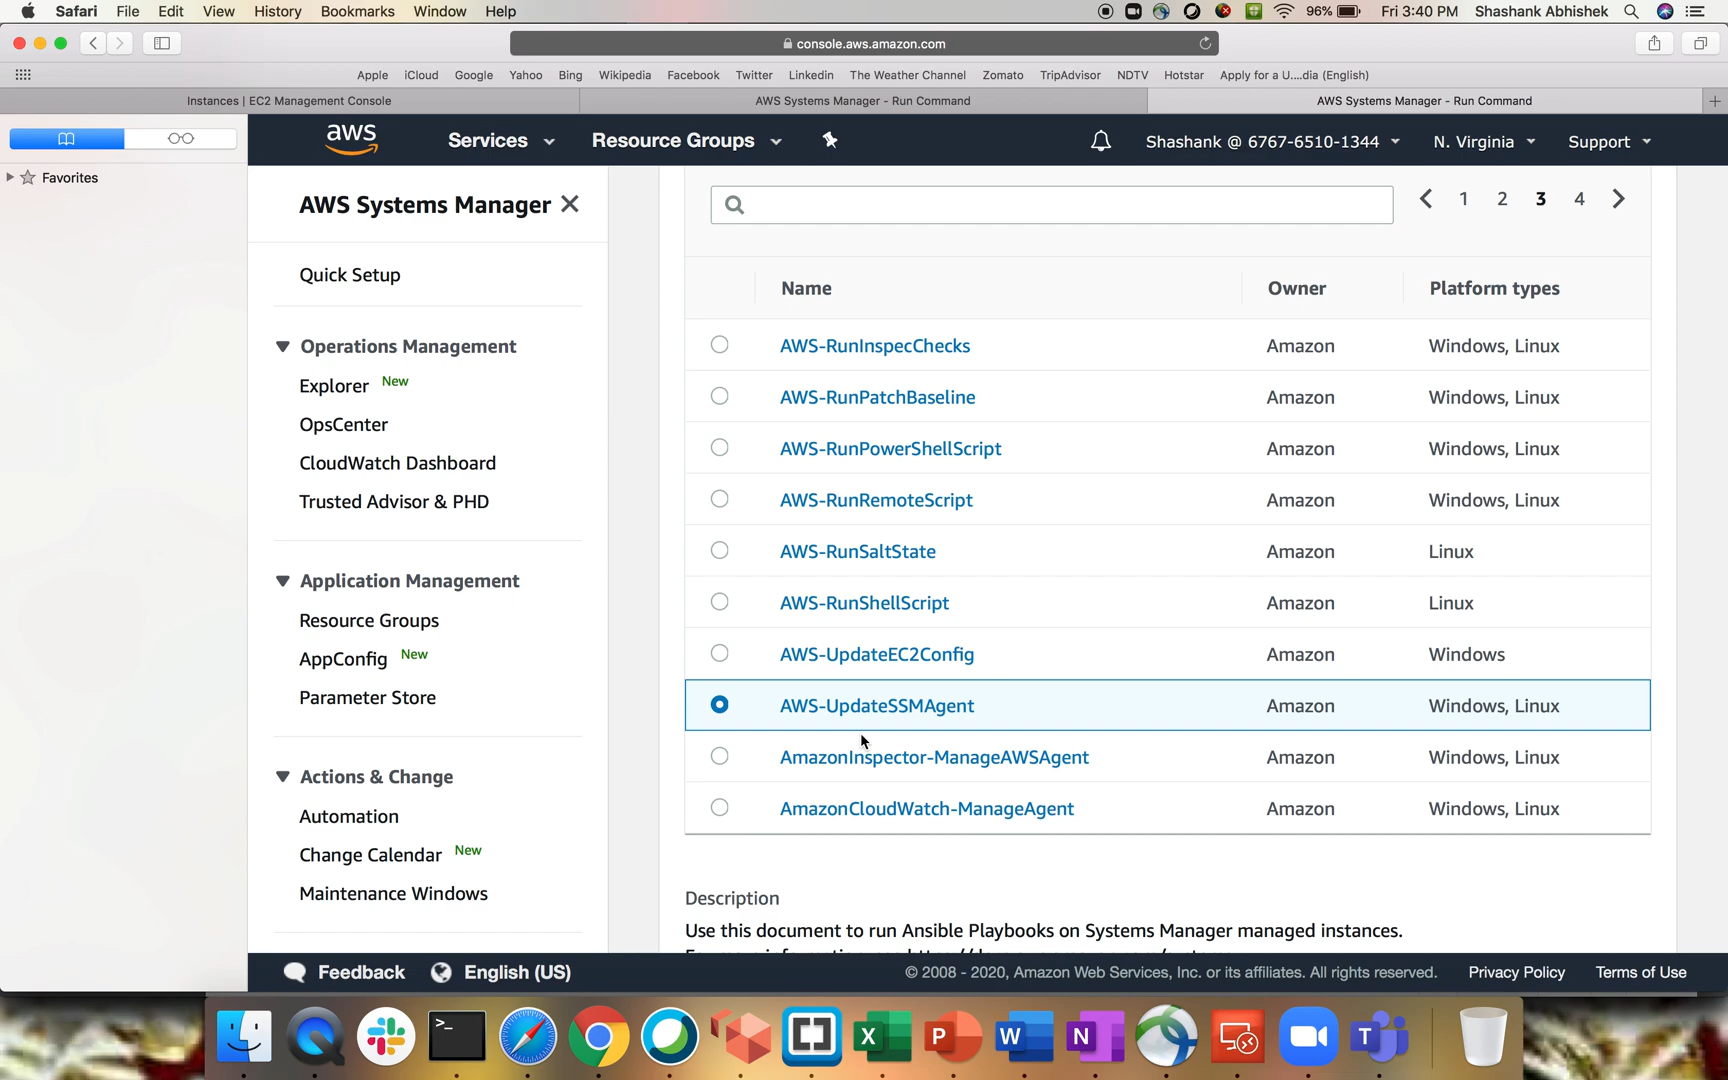 Safari File Edit View History Bookmarks Window Help 96% Fri 3:40 PM Shashank Abhishek
console.aws.amazon.com
Apple iCloud Google Yahoo Bing Wikipedia Facebook Twitter Linkedin The Weather Channel Zomato TripAdvisor NDTV Hotstar Apply for a U....dia (English)
Instances | EC2 Management Console AWS Systems Manager - Run Command AWS Systems Manager - Run Command
aws Services Resource Groups Shashank @ 6767-6510-1344 N. Virginia Support
Favorites
AWS Systems Manager
Quick Setup
Operations Management
Explorer New
OpsCenter
CloudWatch Dashboard
Trusted Advisor & PHD
Application Management
Resource Groups
AppConfig New
Parameter Store
Actions & Change
Automation
Change Calendar New
Maintenance Windows
1 2 3 4
Name Owner Platform types
AWS-RunInspecChecks Amazon Windows, Linux
AWS-RunPatchBaseline Amazon Windows, Linux
AWS-RunPowerShellScript Amazon Windows, Linux
AWS-RunRemoteScript Amazon Windows, Linux
AWS-RunSaltState Amazon Linux
AWS-RunShellScript Amazon Linux
AWS-UpdateEC2Config Amazon Windows
AWS-UpdateSSMAgent Amazon Windows, Linux
AmazonInspector-ManageAWSAgent Amazon Windows, Linux
AmazonCloudWatch-ManageAgent Amazon Windows, Linux
Description
Use this document to run Ansible Playbooks on Systems Manager managed instances.
Feedback English (US) © 2008 - 2020, Amazon Web Services, Inc. or its affiliates. All rights reserved. Privacy Policy Terms of Use
X P W N T